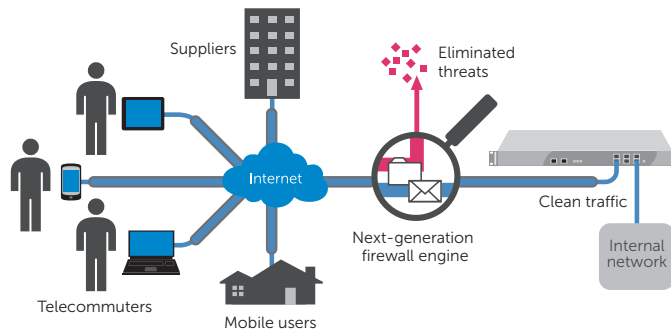 Suppliers
Eliminated
threats
Internet
Clean traffic
Next-generation
firewall engine
Internal
network
Telecommuters
Mobile users